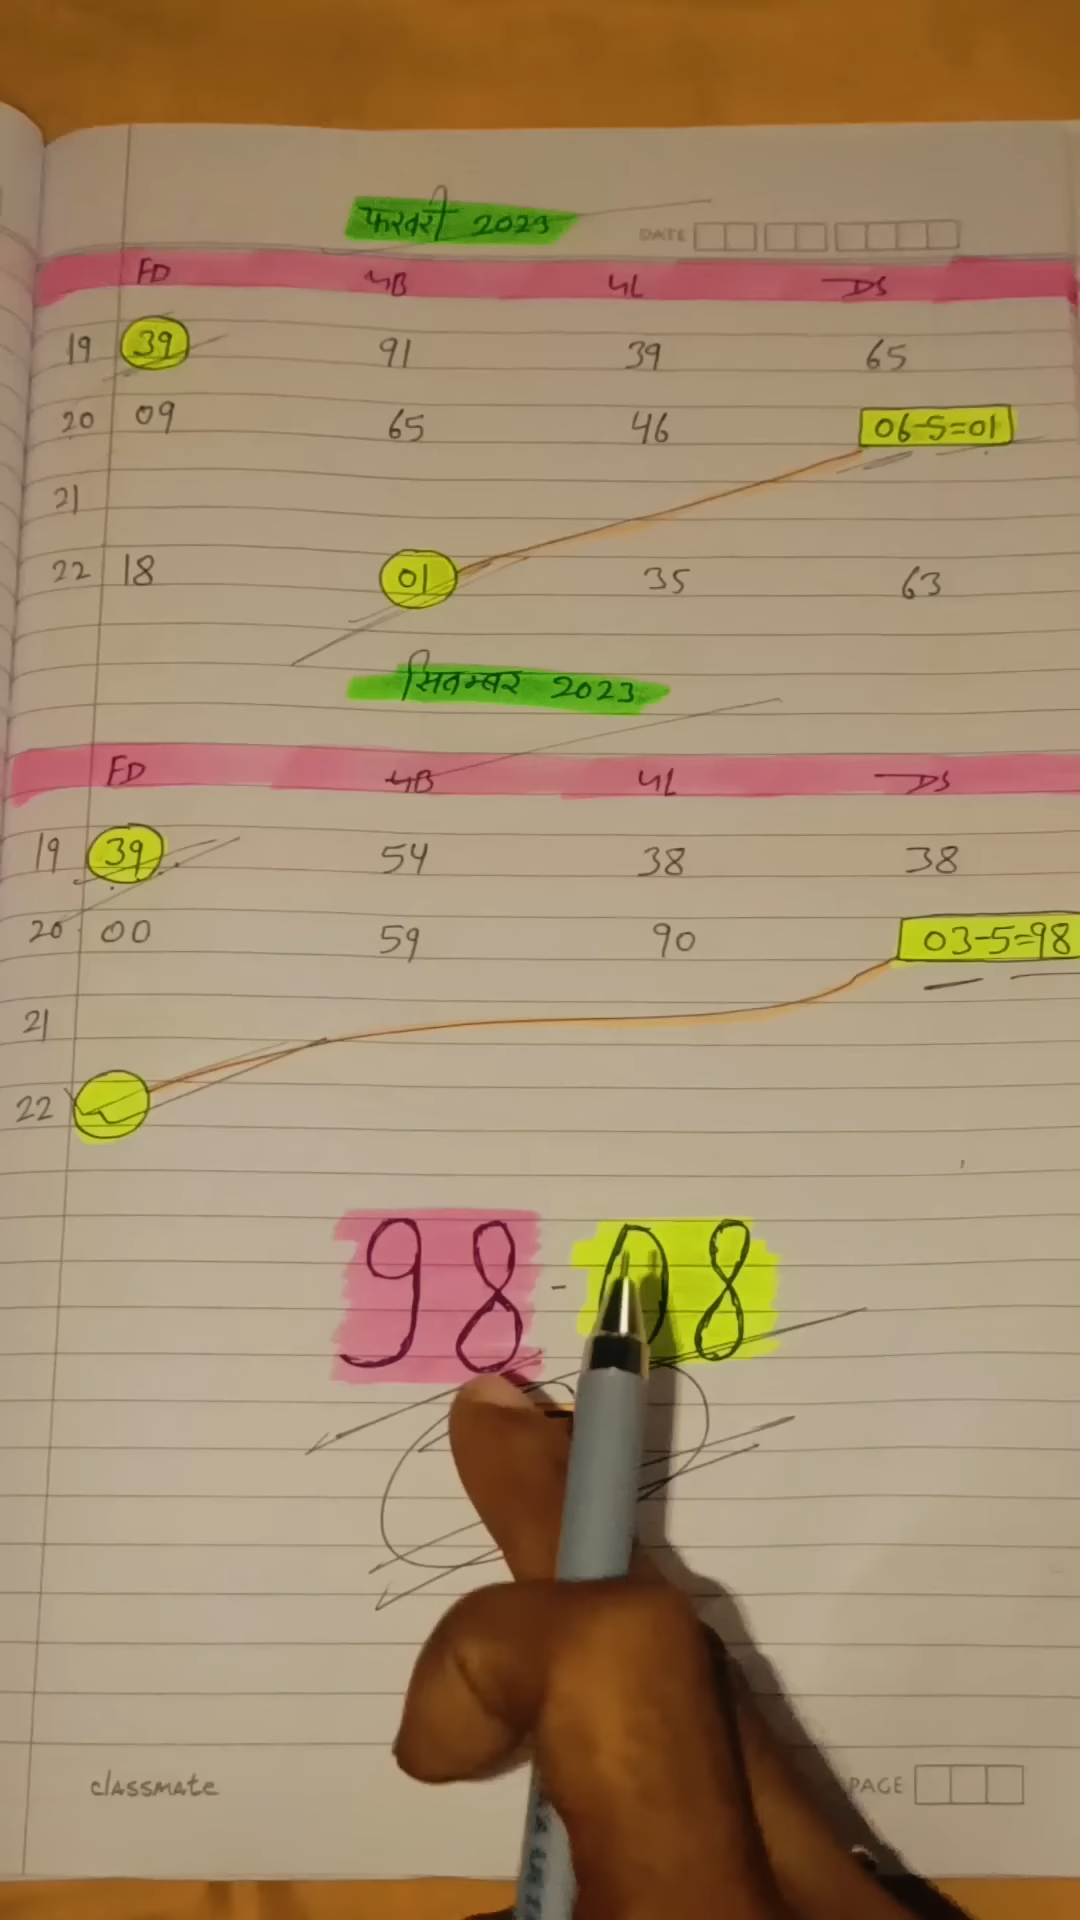 फरवरी 2023
DATE
FD GB GL DS
19 39 91 39 65
20 09 65 46 06-5=01
21
22 18 01 35 63
सितम्बर 2023
FD GB GL DS
19 39 54 38 38
20 00 59 90 03-5=98
21
22
98 - 08
classmate PAGE